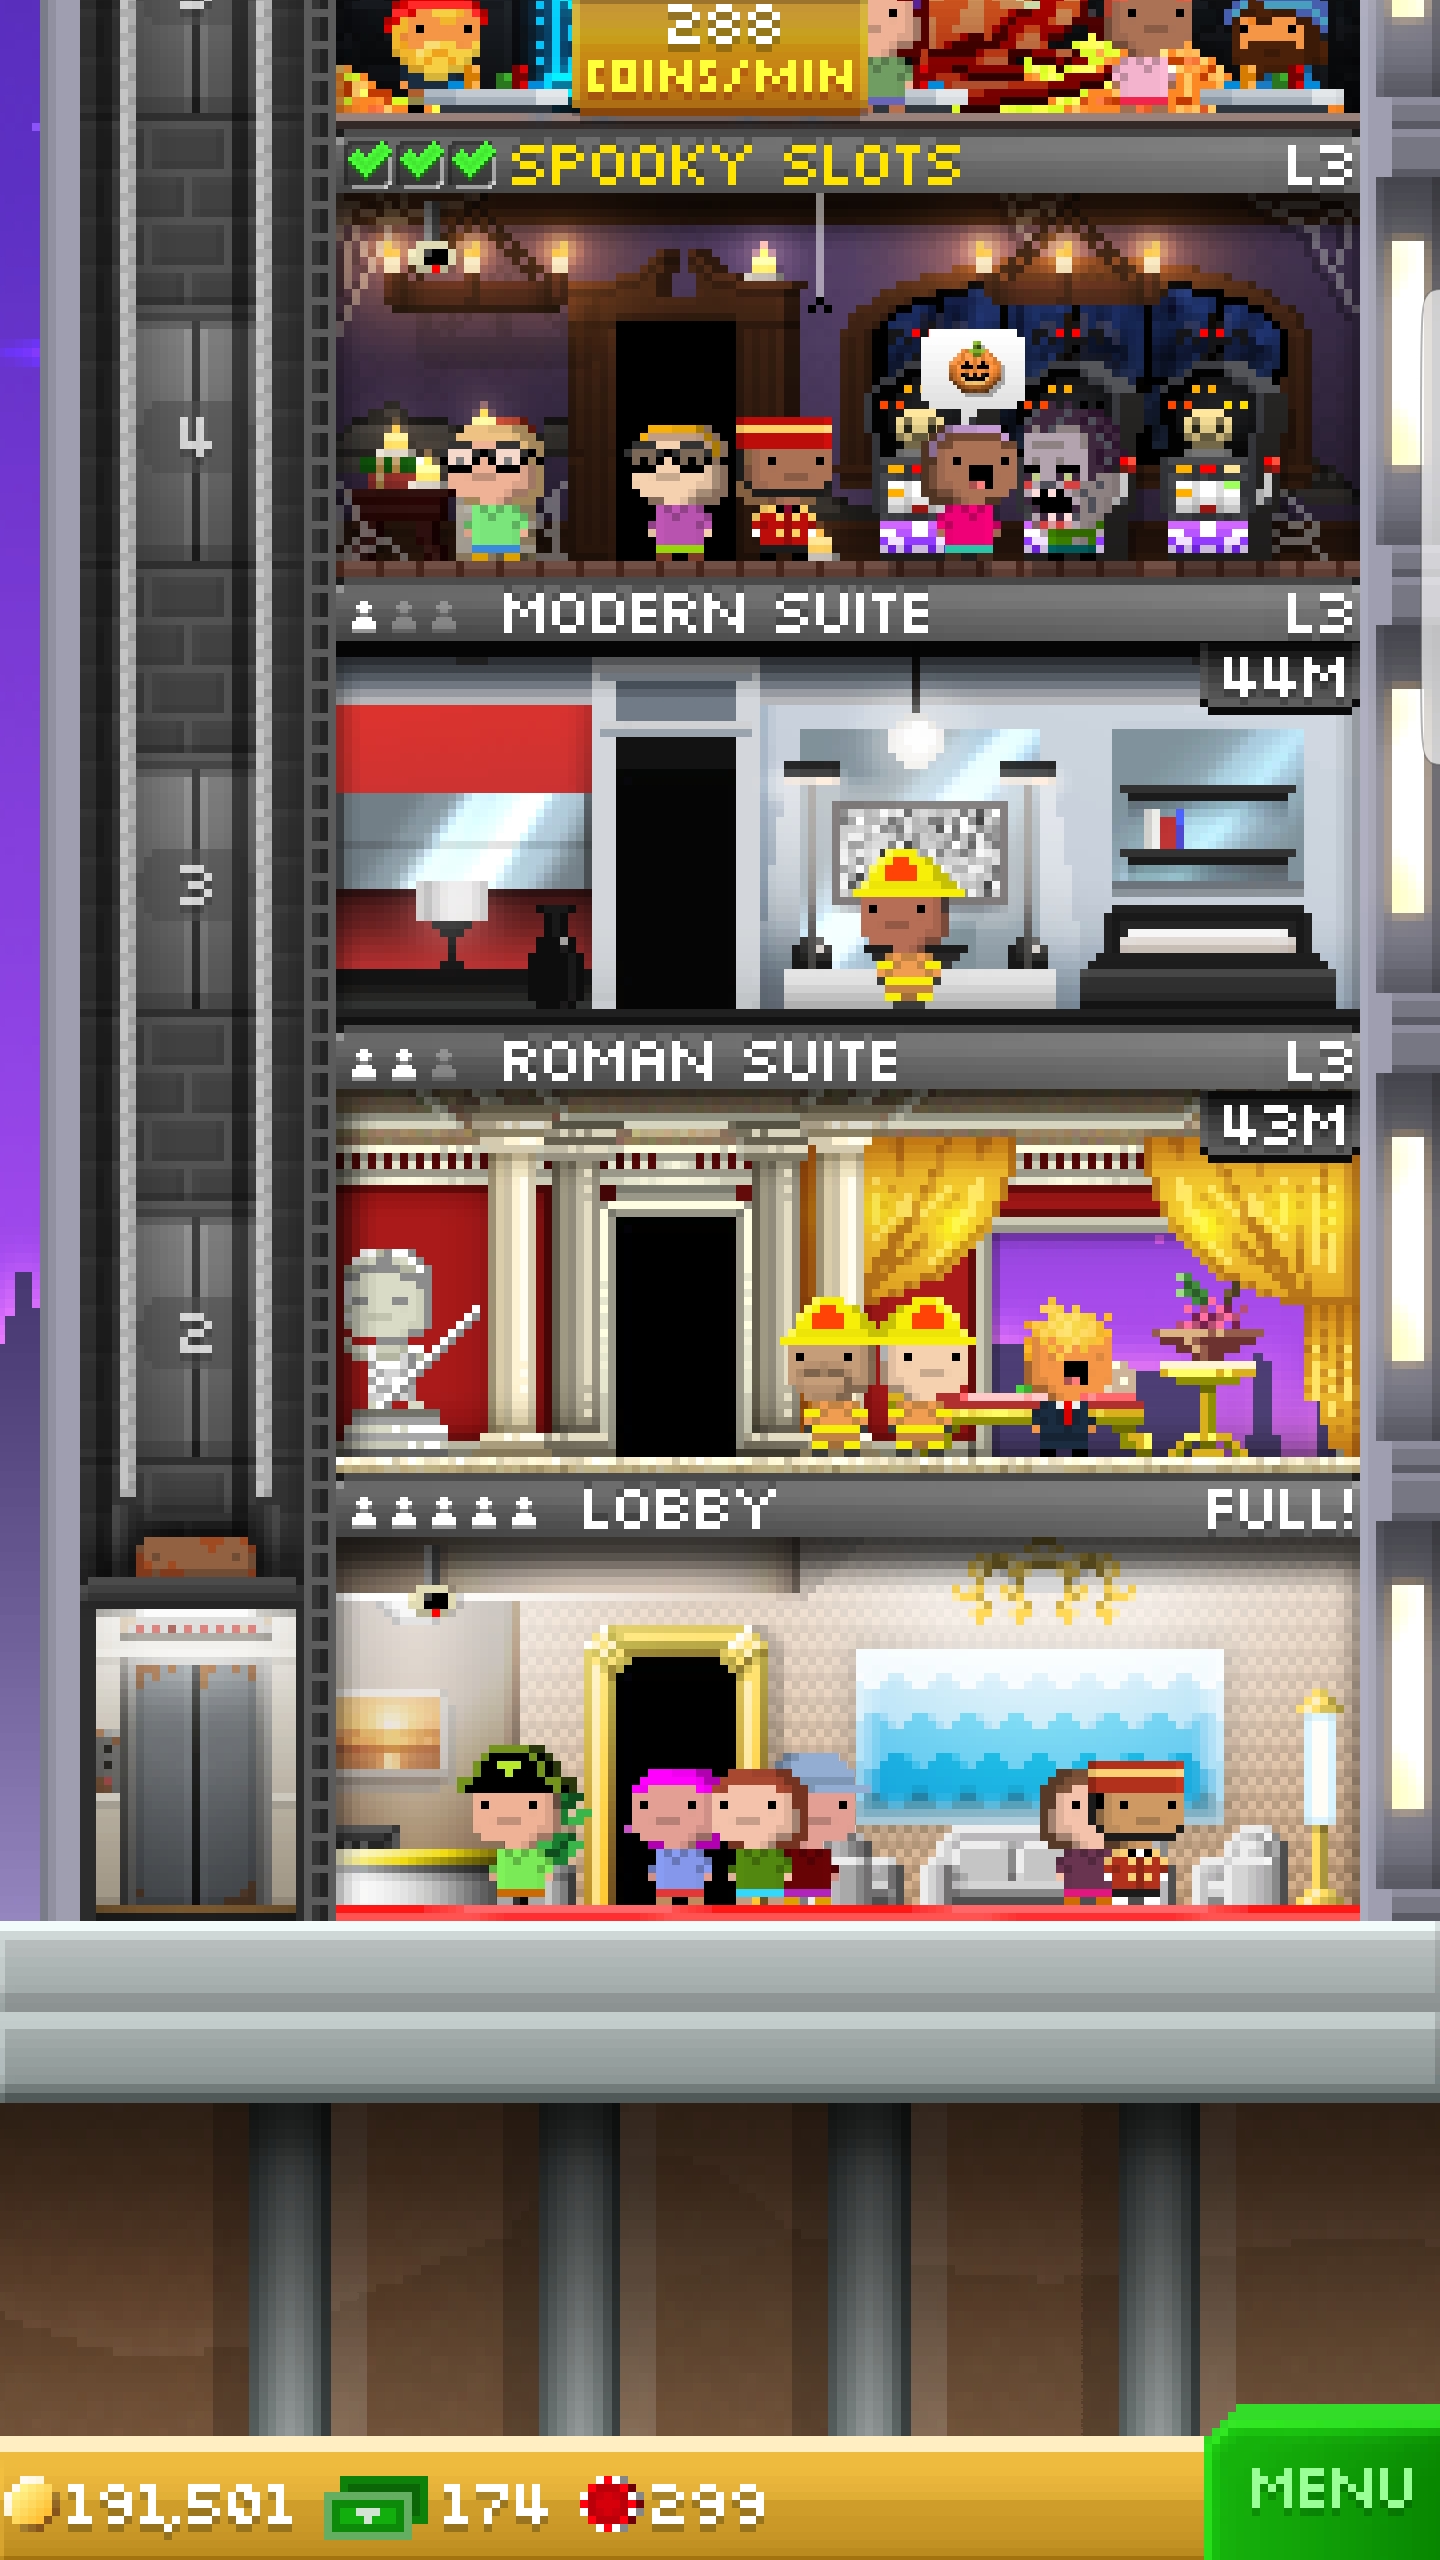 288
COINS/MIN
SPOOKY SLOTS L3
4
MODERN SUITE L3
44M
3
ROMAN SUITE L3
43M
2
LOBBY FULL!
191,501 174 299
MENU